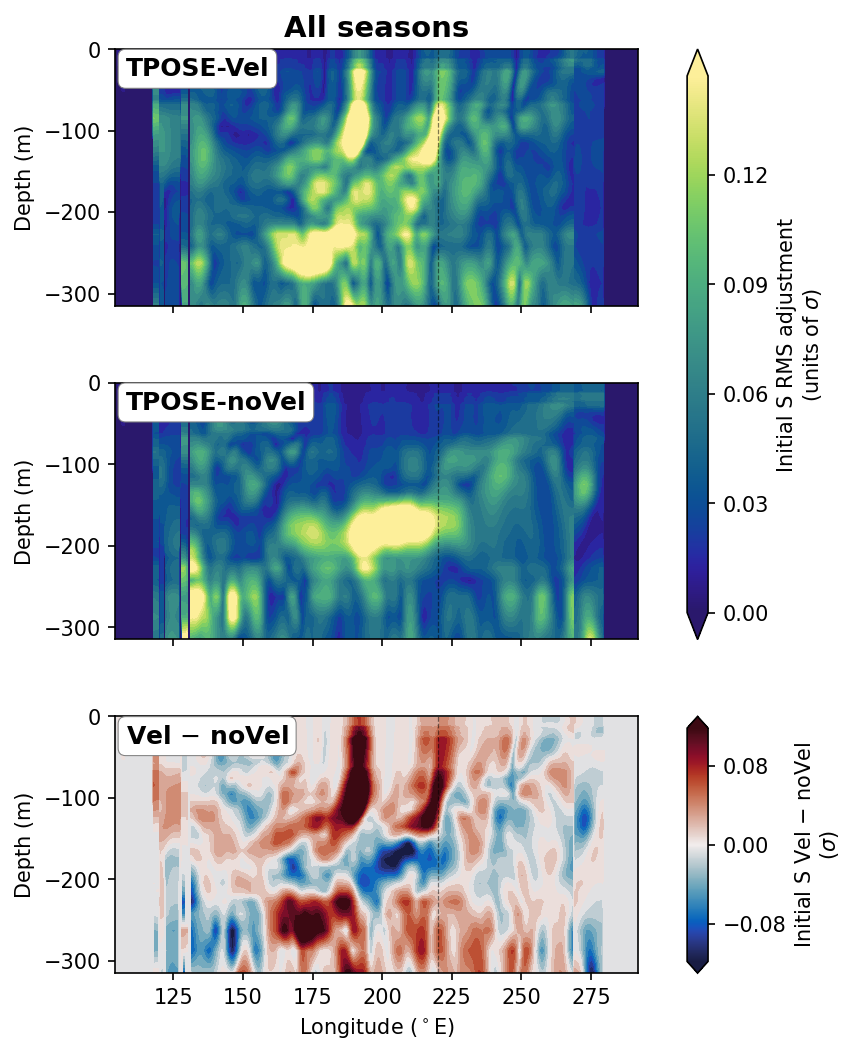 All seasons
TPOSE-Vel
0
−100
−200
−300
Depth (m)
TPOSE-noVel
0
−100
−200
−300
Depth (m)
Vel − noVel
0
−100
−200
−300
Depth (m)
125 150 175 200 225 250 275
Longitude (°E)
0.12
0.09
0.06
0.03
0.00
Initial S RMS adjustment
(units of σ)
0.08
0.00
−0.08
Initial S Vel − noVel
(σ)